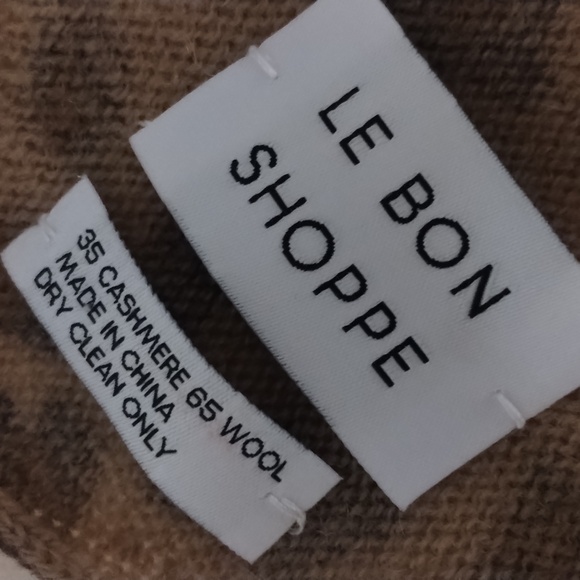 LE BON
SHOPPE
35 CASHMERE 65 WOOL
MADE IN CHINA
DRY CLEAN ONLY